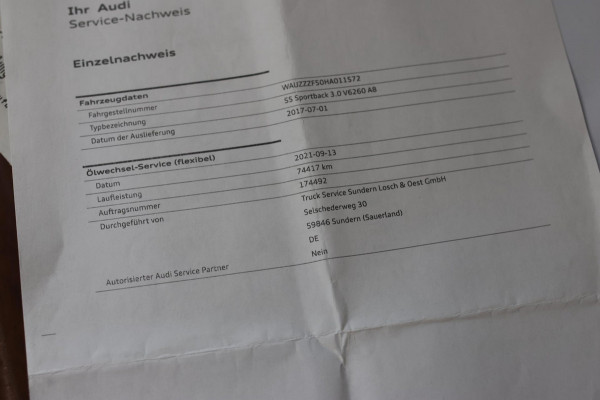 Ihr Audi
Service-Nachweis
Einzelnachweis
Fahrzeugdaten
Fahrgestellnummer WAUZZZF50HA011572
Typbezeichnung S5 Sportback 3.0 V6260 A8
Datum der Auslieferung 2017-07-01
Ölwechsel-Service (flexibel)
Datum 2021-09-13
Laufleistung 74417 km
Auftragsnummer 174492
Durchgeführt von Truck Service Sundern Losch & Oest GmbH
Selschederweg 30
59846 Sundern (Sauerland)
DE
Autorisierter Audi Service Partner Nein